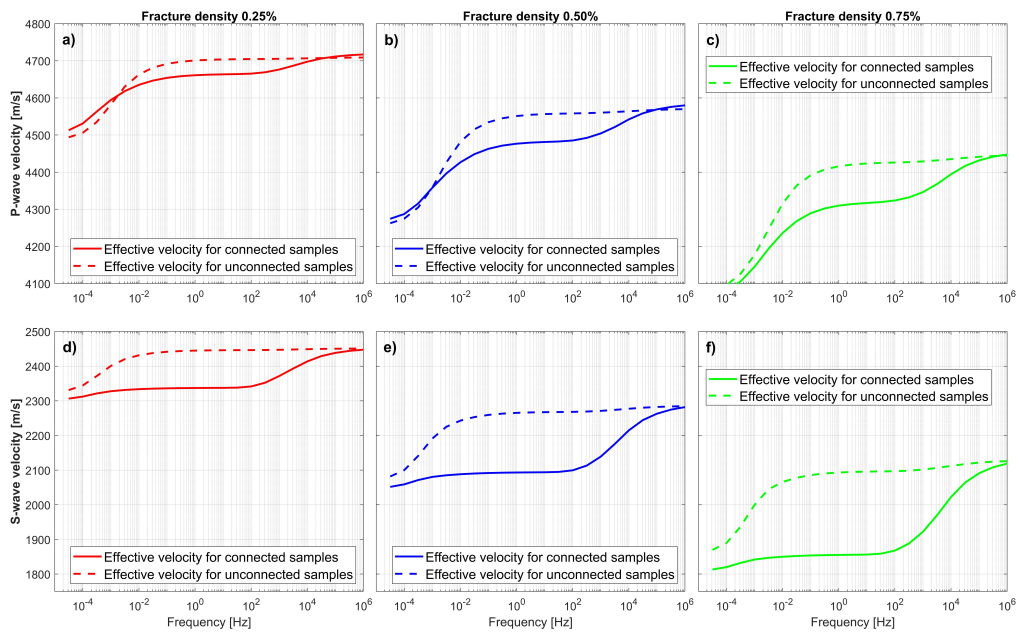 Fracture density 0.25%
Fracture density 0.50%
Fracture density 0.75%
P-wave velocity [m/s]
4800
4700
4600
4500
4400
4300
4200
4100
a)
Effective velocity for connected samples
Effective velocity for unconnected samples
10^-4
10^-2
10^0
10^2
10^4
10^6
b)
Effective velocity for connected samples
Effective velocity for unconnected samples
10^-4
10^-2
10^0
10^2
10^4
10^6
c)
Effective velocity for connected samples
Effective velocity for unconnected samples
10^-4
10^-2
10^0
10^2
10^4
10^6
S-wave velocity [m/s]
2500
2400
2300
2200
2100
2000
1900
1800
d)
Effective velocity for connected samples
Effective velocity for unconnected samples
10^-4
10^-2
10^0
10^2
10^4
10^6
Frequency [Hz]
e)
Effective velocity for connected samples
Effective velocity for unconnected samples
10^-4
10^-2
10^0
10^2
10^4
10^6
Frequency [Hz]
f)
Effective velocity for connected samples
Effective velocity for unconnected samples
10^-4
10^-2
10^0
10^2
10^4
10^6
Frequency [Hz]